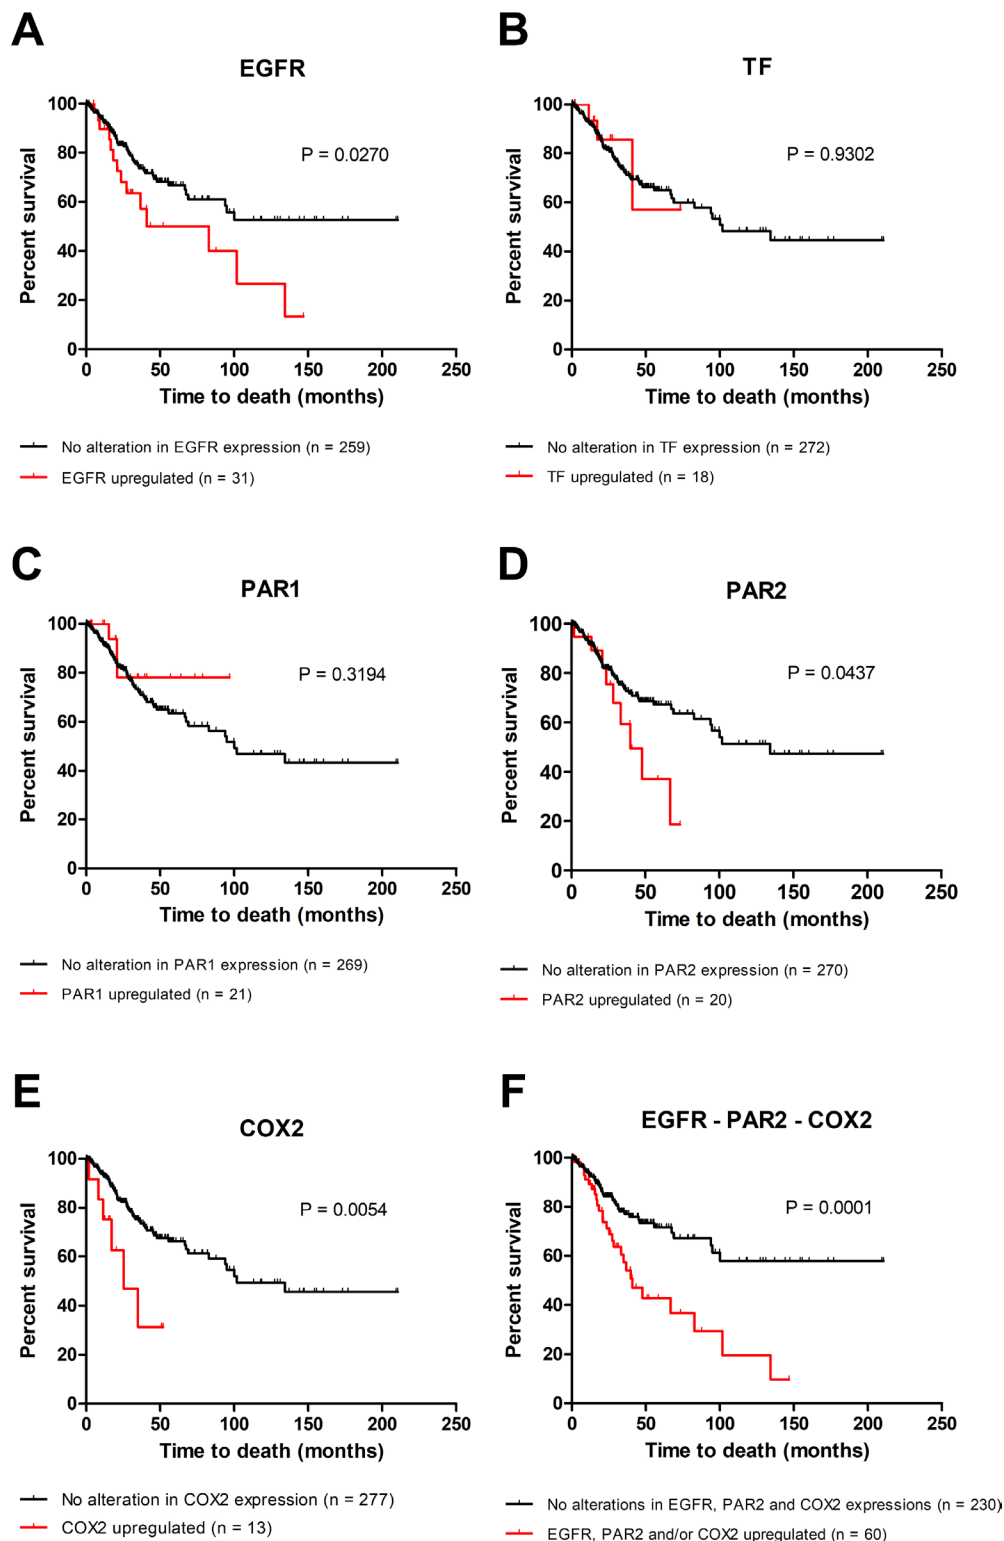 A
EGFR
P = 0.0270
Percent survival
100
80
60
40
20
0
0 50 100 150 200 250
Time to death (months)
No alteration in EGFR expression (n = 259)
EGFR upregulated (n = 31)
B
TF
P = 0.9302
Percent survival
100
80
60
40
20
0
0 50 100 150 200 250
Time to death (months)
No alteration in TF expression (n = 272)
TF upregulated (n = 18)
C
PAR1
P = 0.3194
Percent survival
100
80
60
40
20
0
0 50 100 150 200 250
Time to death (months)
No alteration in PAR1 expression (n = 269)
PAR1 upregulated (n = 21)
D
PAR2
P = 0.0437
Percent survival
100
80
60
40
20
0
0 50 100 150 200 250
Time to death (months)
No alteration in PAR2 expression (n = 270)
PAR2 upregulated (n = 20)
E
COX2
P = 0.0054
Percent survival
100
80
60
40
20
0
0 50 100 150 200 250
Time to death (months)
No alteration in COX2 expression (n = 277)
COX2 upregulated (n = 13)
F
EGFR - PAR2 - COX2
P = 0.0001
Percent survival
100
80
60
40
20
0
0 50 100 150 200 250
Time to death (months)
No alterations in EGFR, PAR2 and COX2 expressions (n = 230)
EGFR, PAR2 and/or COX2 upregulated (n = 60)